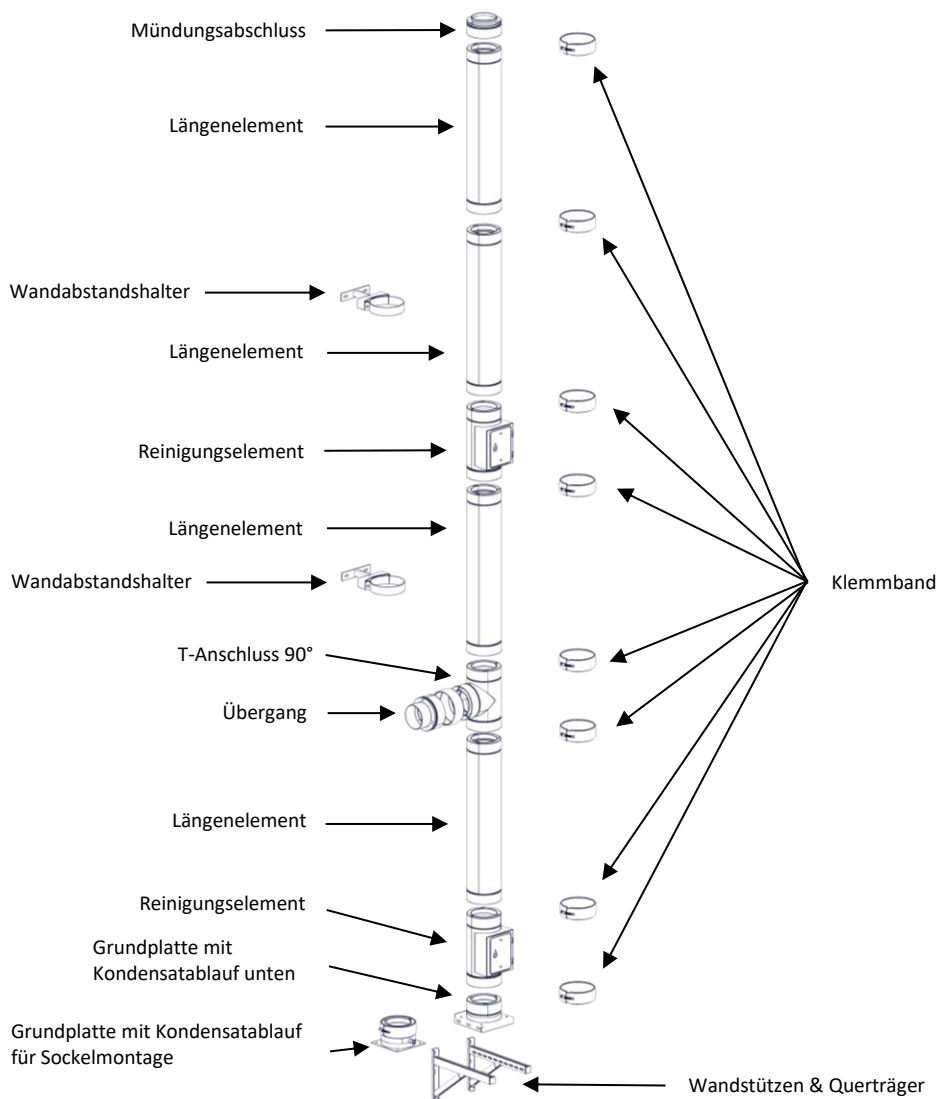 Mündungsabschluss
Längenelement
Wandabstandshalter
Längenelement
Reinigungselement
Längenelement
Wandabstandshalter
Klemmband
T-Anschluss 90°
Übergang
Längenelement
Reinigungselement
Grundplatte mit
Kondensatablauf unten
Grundplatte mit Kondensatablauf
für Sockelmontage
Wandstützen & Querträger